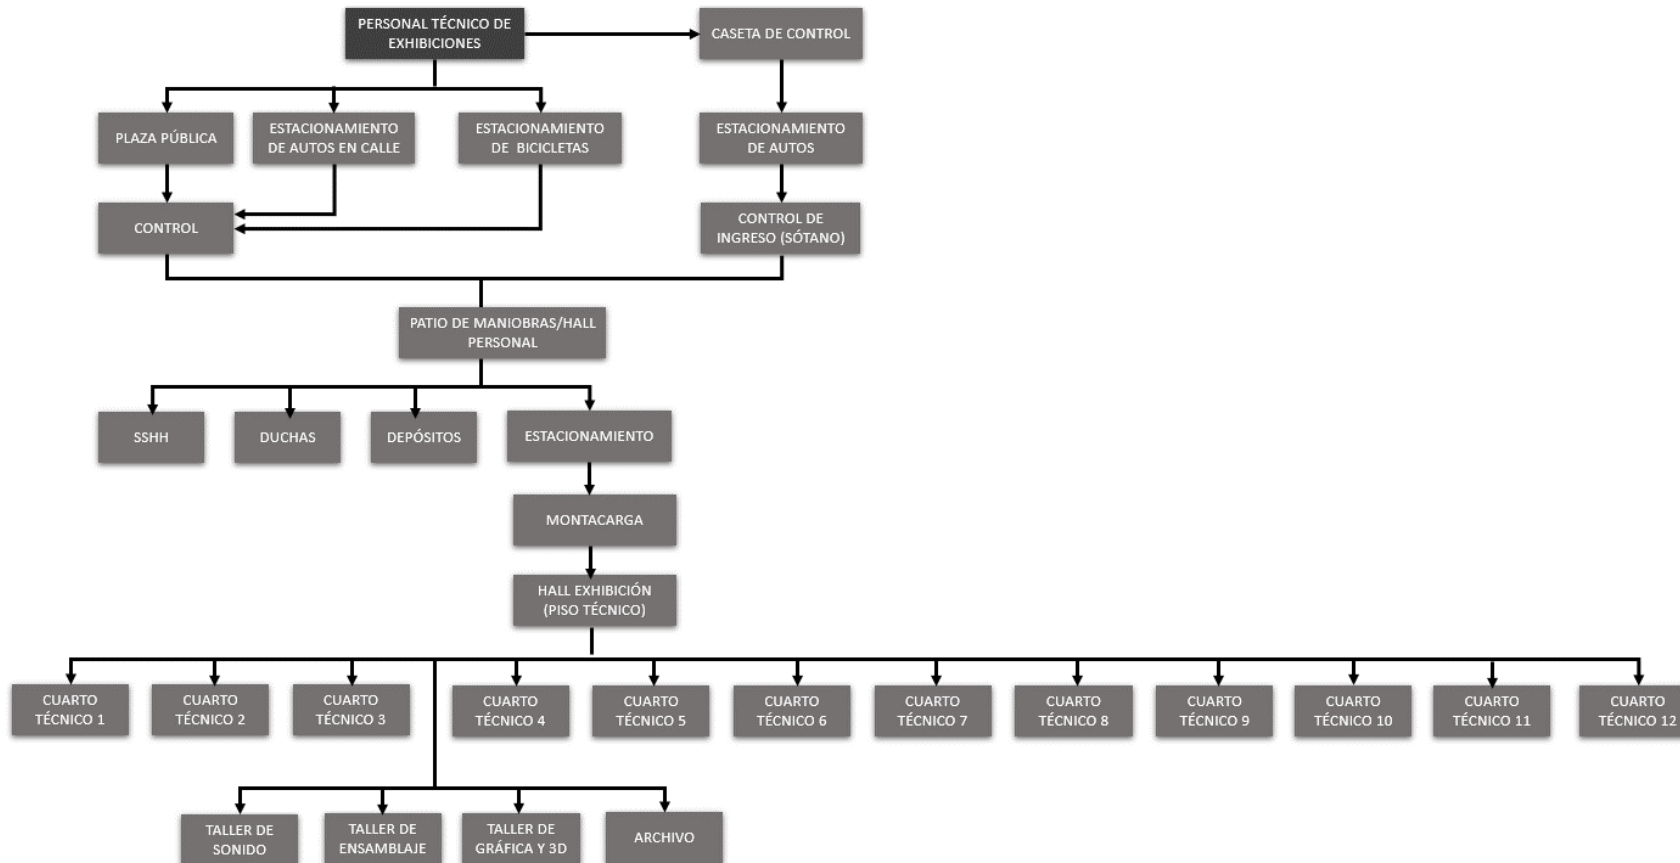 PERSONAL TÉCNICO DE
EXHIBICIONES
CASETA DE CONTROL
PLAZA PÚBLICA
ESTACIONAMIENTO
DE AUTOS EN CALLE
ESTACIONAMIENTO
DE BICICLETAS
ESTACIONAMIENTO
DE AUTOS
CONTROL
CONTROL DE
INGRESO (SÓTANO)
PATIO DE MANIOBRAS/HALL
PERSONAL
SSHH
DUCHAS
DEPÓSITOS
ESTACIONAMIENTO
MONTACARGA
HALL EXHIBICIÓN
(PISO TÉCNICO)
CUARTO
TÉCNICO 1
CUARTO
TÉCNICO 2
CUARTO
TÉCNICO 3
CUARTO
TÉCNICO 4
CUARTO
TÉCNICO 5
CUARTO
TÉCNICO 6
CUARTO
TÉCNICO 7
CUARTO
TÉCNICO 8
CUARTO
TÉCNICO 9
CUARTO
TÉCNICO 10
CUARTO
TÉCNICO 11
CUARTO
TÉCNICO 12
TALLER DE
SONIDO
TALLER DE
ENSAMBLAJE
TALLER DE
GRÁFICA Y 3D
ARCHIVO